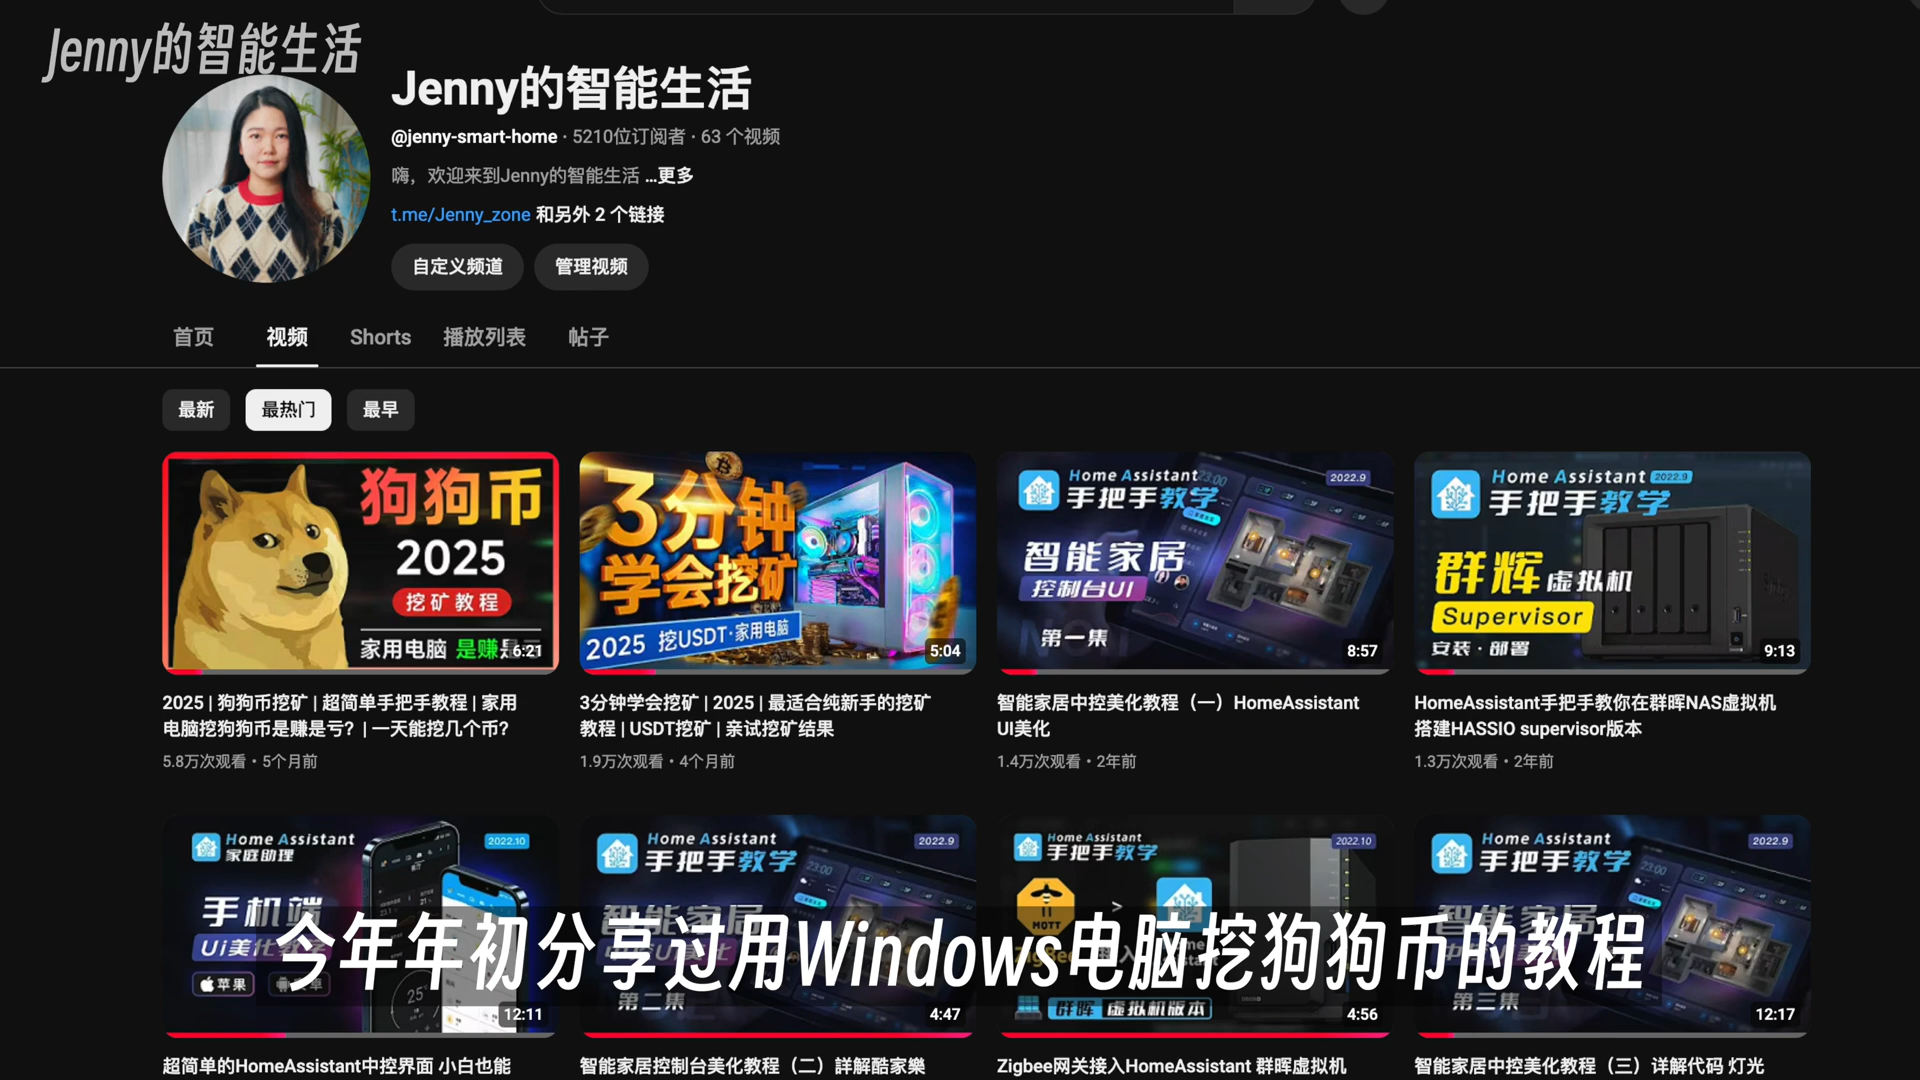 Jenny的智能生活
Jenny的智能生活
@jenny-smart-home · 5210位订阅者 · 63 个视频
嗨，欢迎来到Jenny的智能生活 ...更多
t.me/Jenny_zone 和另外 2 个链接
自定义频道 管理视频
首页 视频 Shorts 播放列表 帖子
最新 最热门 最早
狗狗币
2025
挖矿教程
家用电脑 是赚
6:21
3分钟
学会挖矿
2025 挖USDT·家用电脑
5:04
Home Assistant
2022.9
手把手教学
智能家居
控制台UI
第一集
8:57
Home Assistant 2022.9
手把手教学
群辉虚拟机
Supervisor
安装·部署
9:13
2025 | 狗狗币挖矿 | 超简单手把手教程 | 家用
电脑挖狗狗币是赚是亏？| 一天能挖几个币？
5.8万次观看 · 5个月前
3分钟学会挖矿 | 2025 | 最适合纯新手的挖矿
教程 | USDT挖矿 | 亲试挖矿结果
1.9万次观看 · 4个月前
智能家居中控美化教程（一）HomeAssistant
UI美化
1.4万次观看 · 2年前
HomeAssistant手把手教你在群晖NAS虚拟机
搭建HASSIO supervisor版本
1.3万次观看 · 2年前
Home Assistant
家庭助理
2022.10
手机端
Ui美化
苹果
25°
12:11
Home Assistant
手把手教学
2022.9
23:00
智能家居
第二集
4:47
Home Assistant
手把手教学
2022.10
MQTT
>
群晖 虚拟机版本
4:56
Home Assistant
手把手教学
2022.9
23:00
智能家居
第三集
12:17
今年年初分享过用Windows电脑挖狗狗币的教程
超简单的HomeAssistant中控界面 小白也能
智能家居控制台美化教程（二）詳解酷家樂
Zigbee网关接入HomeAssistant 群晖虚拟机
智能家居中控美化教程（三）详解代码 灯光